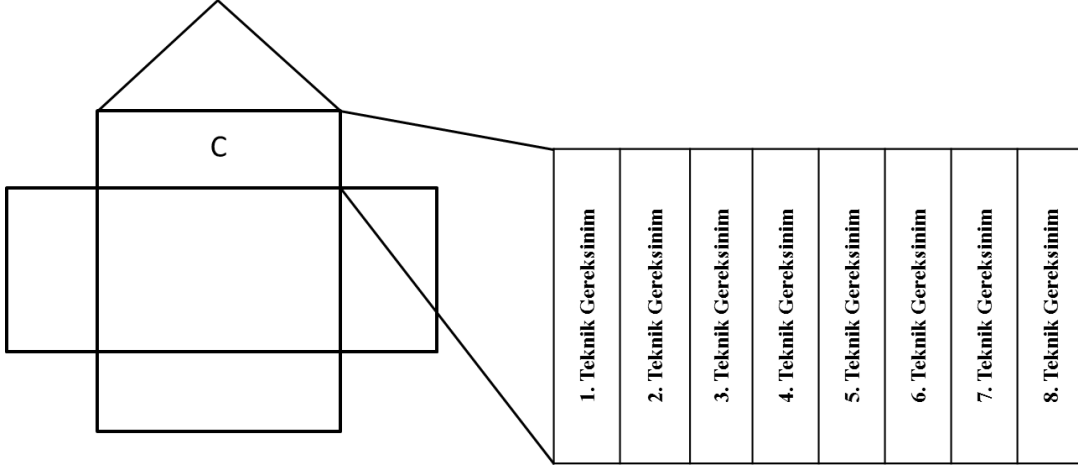 C
1. Teknik Gereksinim
2. Teknik Gereksinim
3. Teknik Gereksinim
4. Teknik Gereksinim
5. Teknik Gereksinim
6. Teknik Gereksinim
7. Teknik Gereksinim
8. Teknik Gereksinim